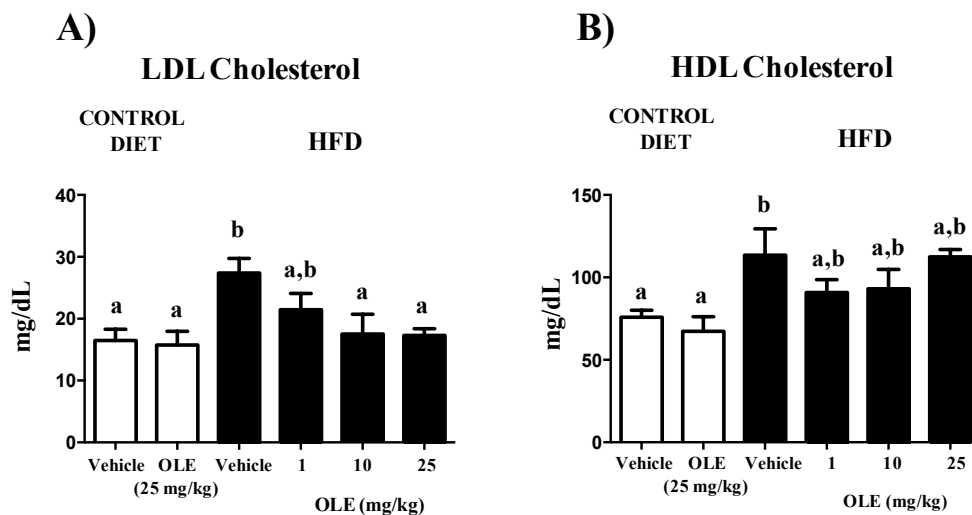 A)
LDL Cholesterol
CONTROL
DIET
HFD
mg/dL
40
30
20
10
0
a
a
b
a,b
a
a
Vehicle
OLE
Vehicle
1
10
25
(25 mg/kg)
OLE (mg/kg)
B)
HDL Cholesterol
CONTROL
DIET
HFD
mg/dL
150
100
50
0
a
a
b
a,b
a,b
a,b
Vehicle
OLE
Vehicle
1
10
25
(25 mg/kg)
OLE (mg/kg)